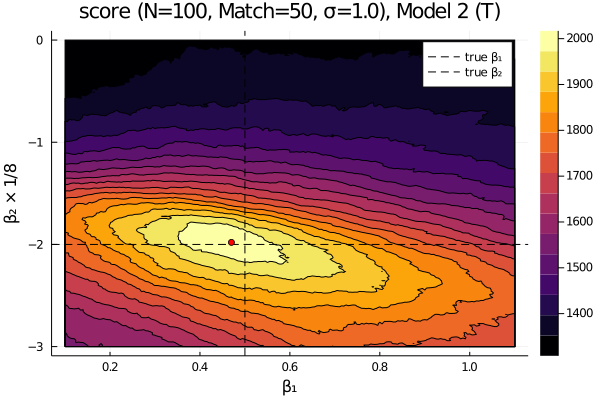 score (N=100, Match=50, σ=1.0), Model 2 (T)
true β₁
true β₂
0
−1
−2
−3
β₂ × 1/8
0.2 0.4 0.6 0.8 1.0
β₁
2000
1900
1800
1700
1600
1500
1400